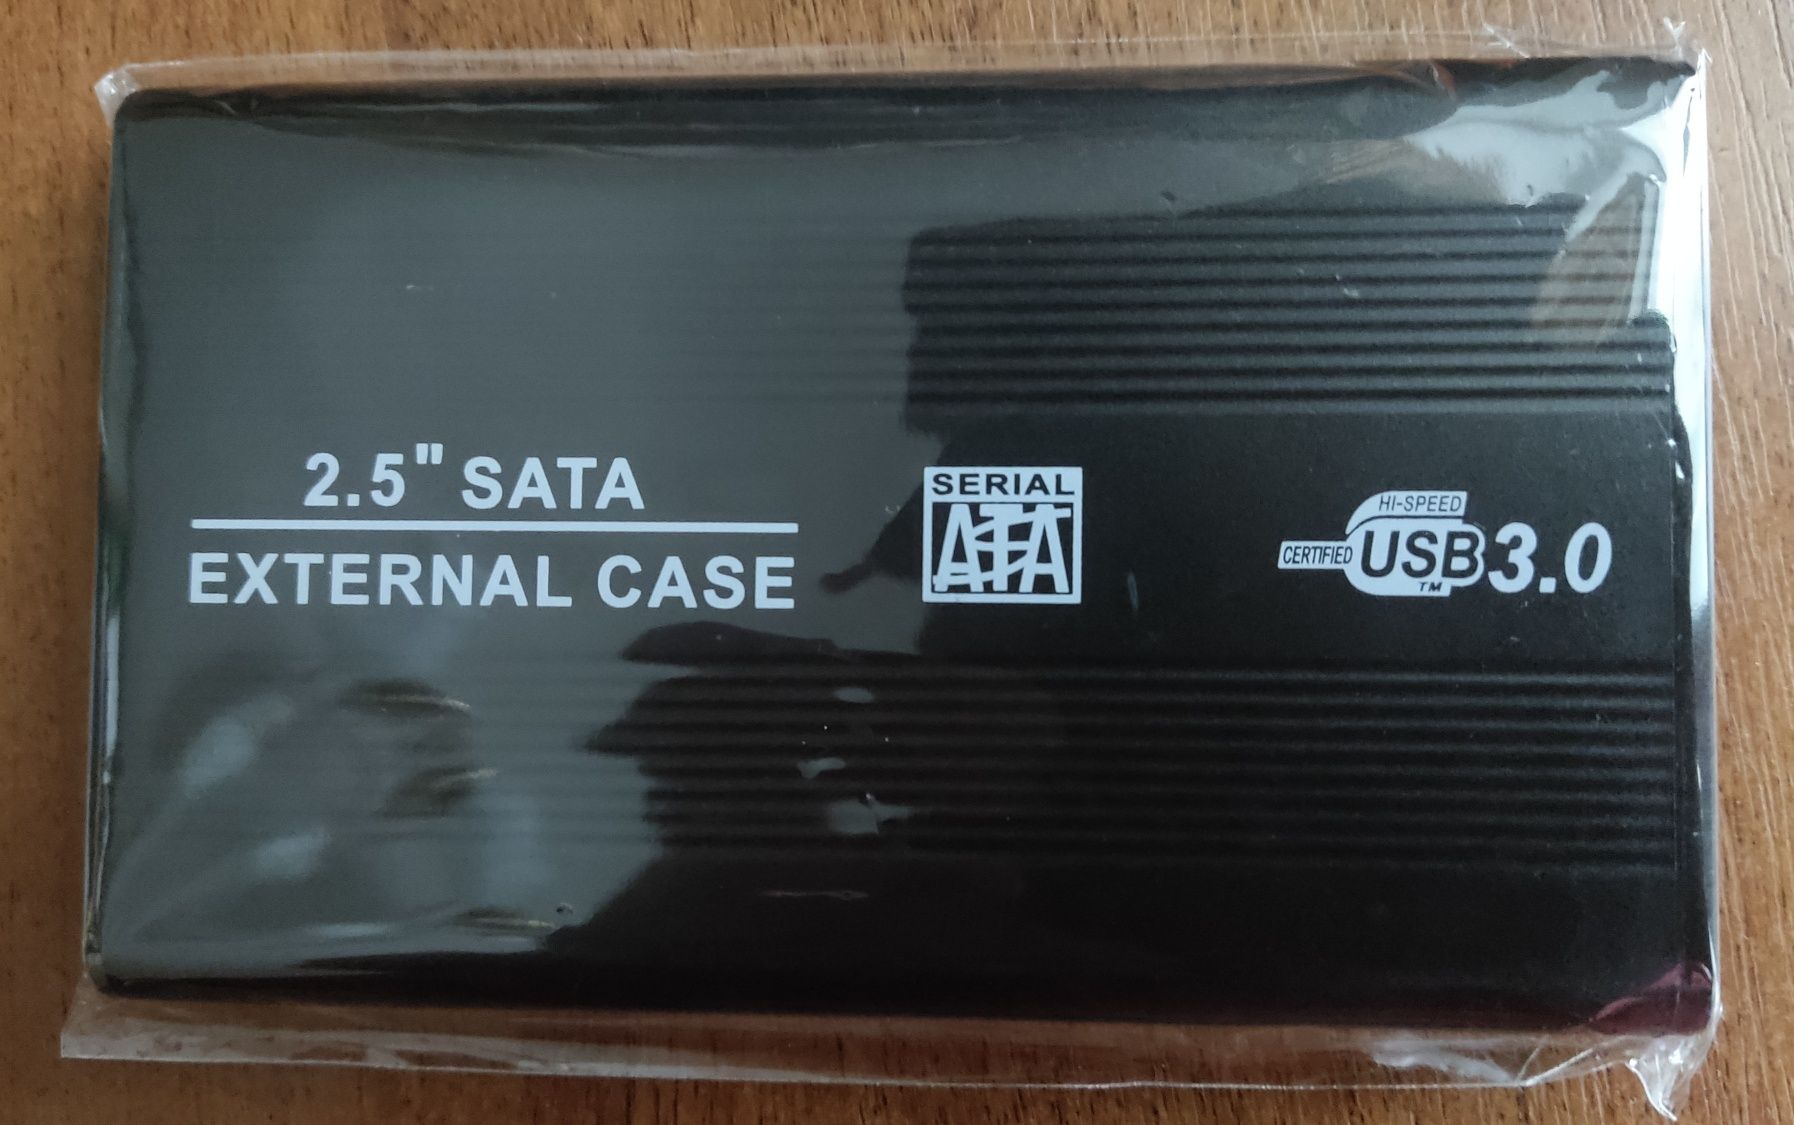 2.5" SATA
EXTERNAL CASE
SERIAL
ATA
HI-SPEED
CERTIFIED USB 3.0
TM